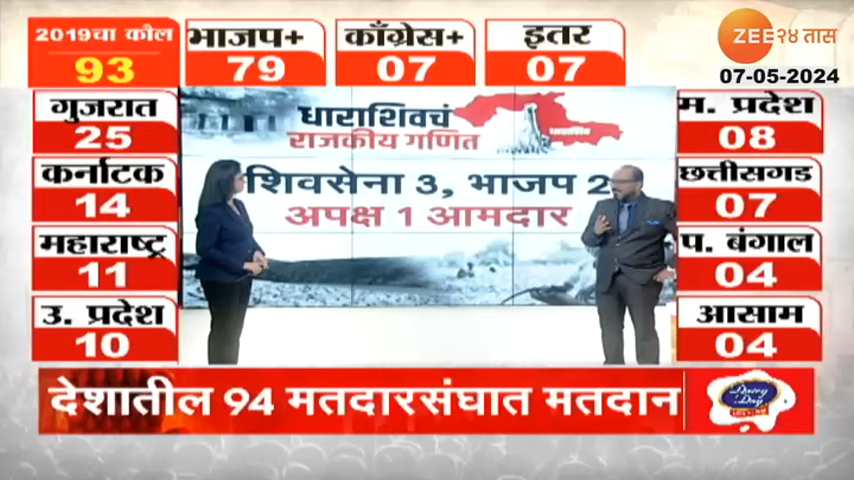 2019चा कौल
93
भाजप+
79
काँग्रेस+
07
इतर
07
ZEE२४ तास
07-05-2024
गुजरात
25
कर्नाटक
14
महाराष्ट्र
11
उ. प्रदेश
10
धाराशिवचं
राजकीय गणित
धाराशिव
शिवसेना 3, भाजप 2
अपक्ष 1 आमदार
म. प्रदेश
08
छत्तीसगड
07
प. बंगाल
04
आसाम
04
देशातील 94 मतदारसंघात मतदान
Dairy Day